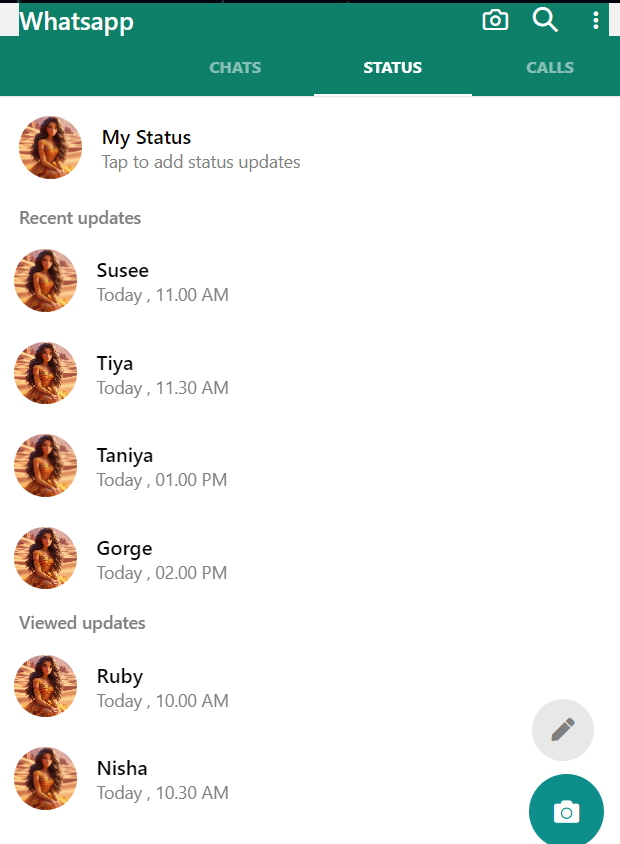 Whatsapp
CHATS STATUS CALLS
My Status
Tap to add status updates
Recent updates
Susee
Today , 11.00 AM
Tiya
Today , 11.30 AM
Taniya
Today , 01.00 PM
Gorge
Today , 02.00 PM
Viewed updates
Ruby
Today , 10.00 AM
Nisha
Today , 10.30 AM